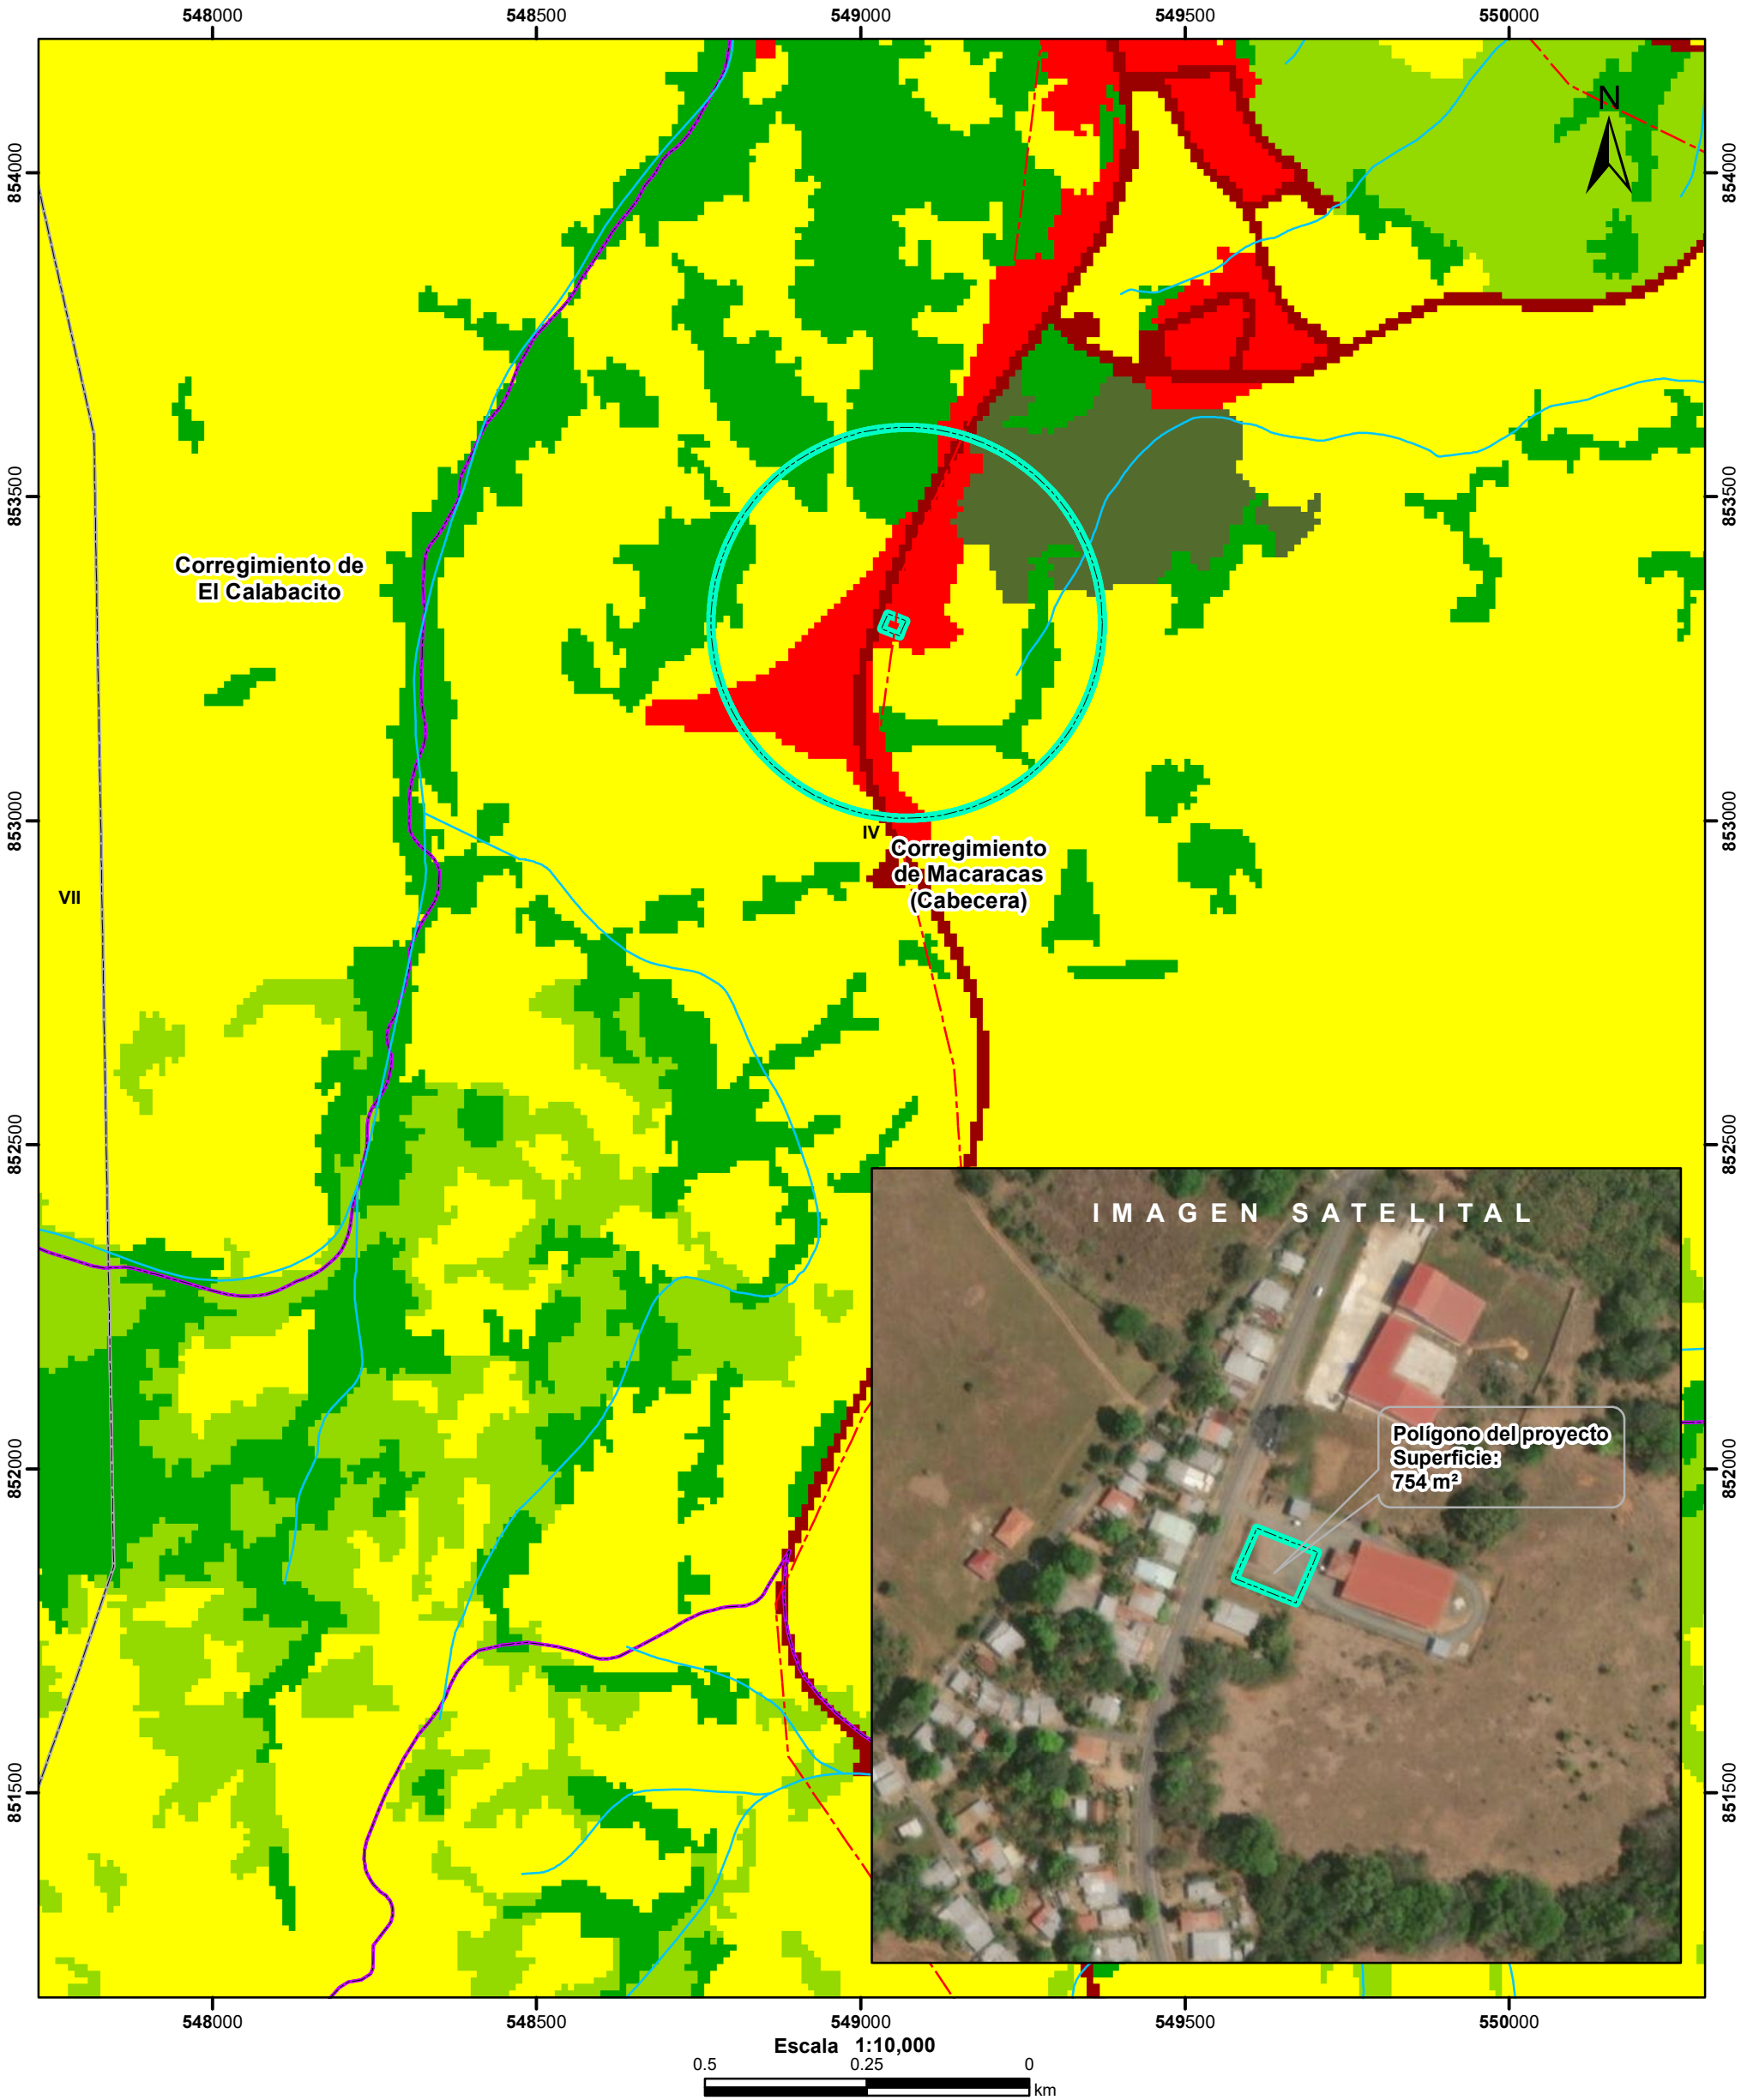 548000 548500 549000 549500 550000
N
854000 854000
853500 853500
Corregimiento de
El Calabacito
853000 853000
IV
Corregimiento
de Macaracas
(Cabecera)
VII
852500 852500
IMAGEN SATELITAL
Polígono del proyecto
Superficie:
754 m²
852000 852000
851500 851500
548000 548500 549000 549500 550000
Escala 1:10,000
0.5 0.25 0
km